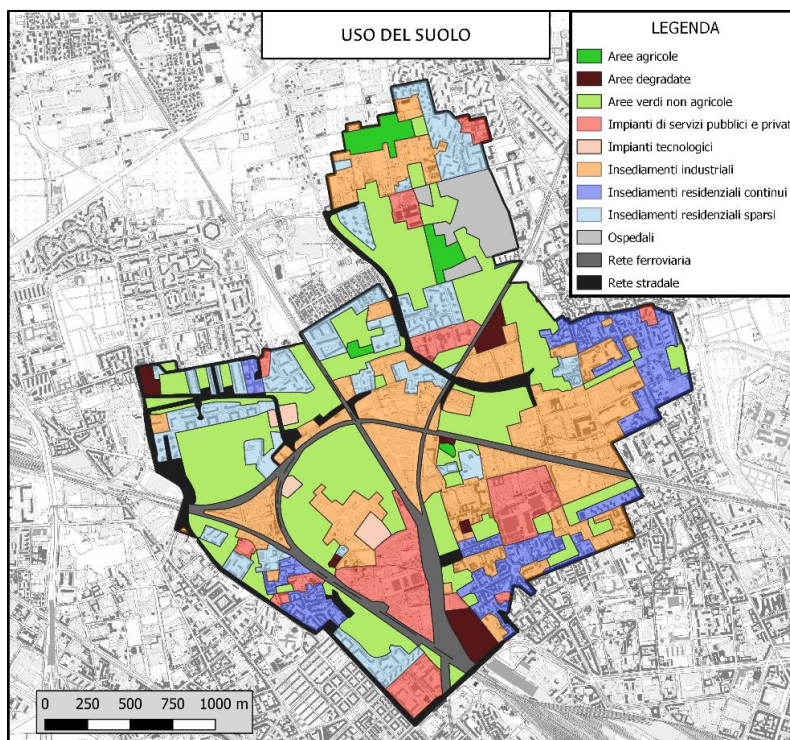 USO DEL SUOLO
LEGENDA
Aree agricole
Aree degradate
Aree verdi non agricole
Impianti di servizi pubblici e privati
Impianti tecnologici
Insediamenti industriali
Insediamenti residenziali continui
Insediamenti residenziali sparsi
Ospedali
Rete ferroviaria
Rete stradale
0 250 500 750 1000 m